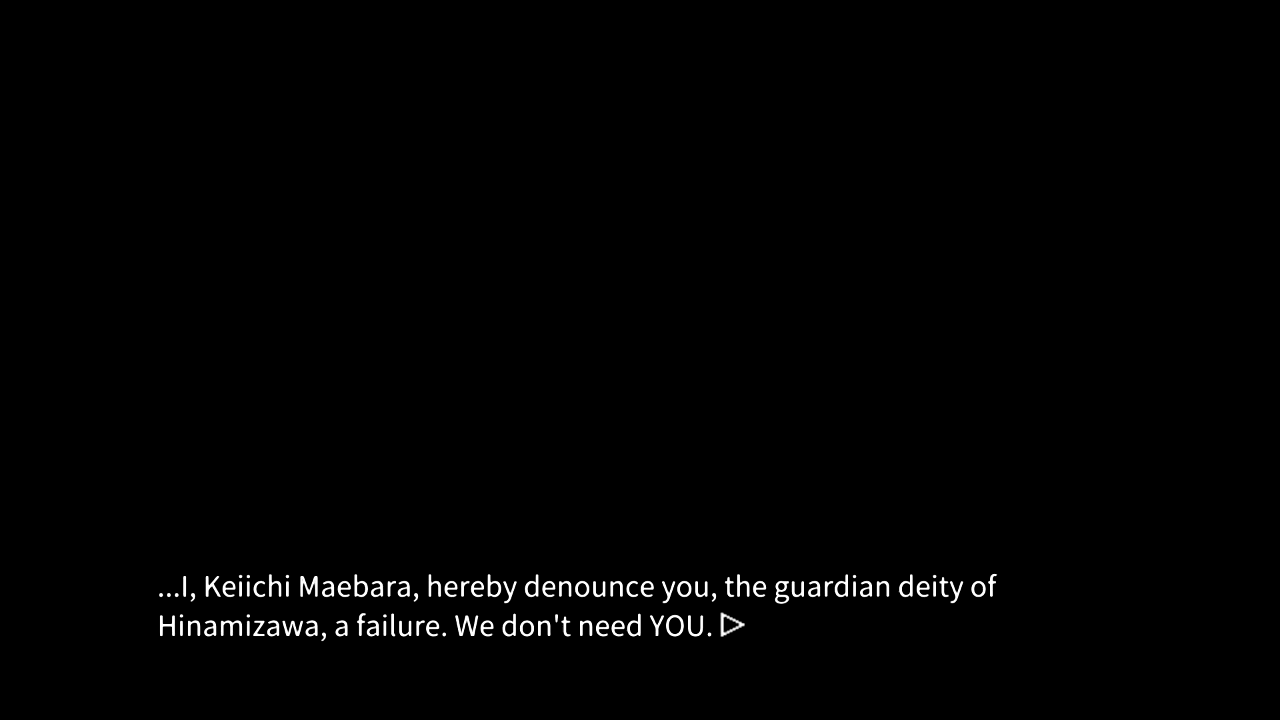 ...I, Keiichi Maebara, hereby denounce you, the guardian deity of
Hinamizawa, a failure. We don't need YOU.